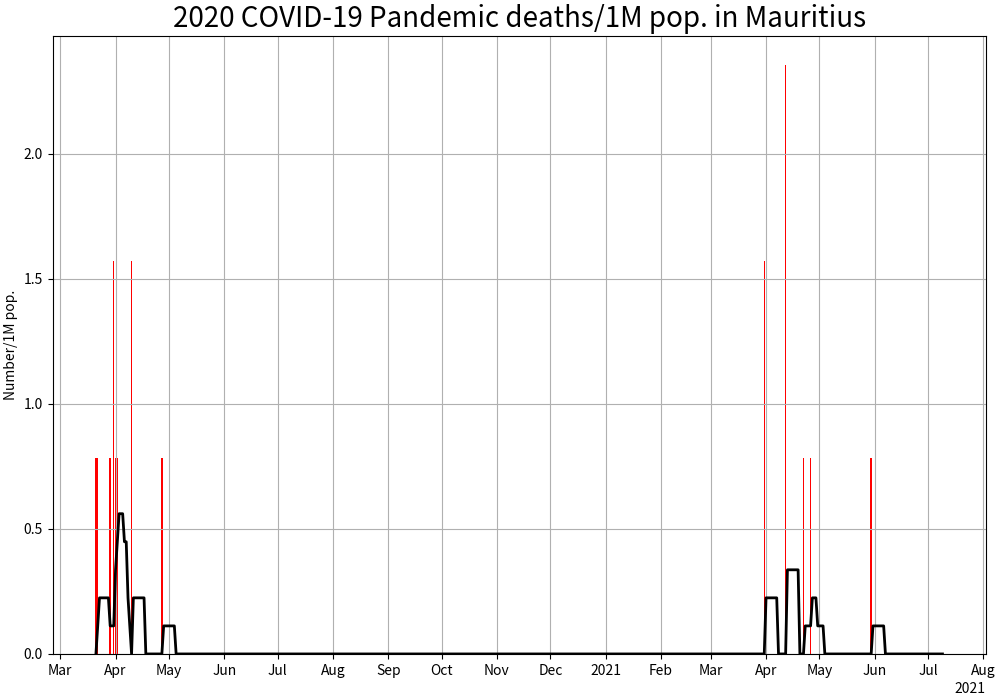 2020 COVID-19 Pandemic deaths/1M pop. in Mauritius
Number/1M pop.
2.0
1.5
1.0
0.5
0.0
Mar Apr May Jun Jul Aug Sep Oct Nov Dec 2021 Feb Mar Apr May Jun Jul Aug
2021